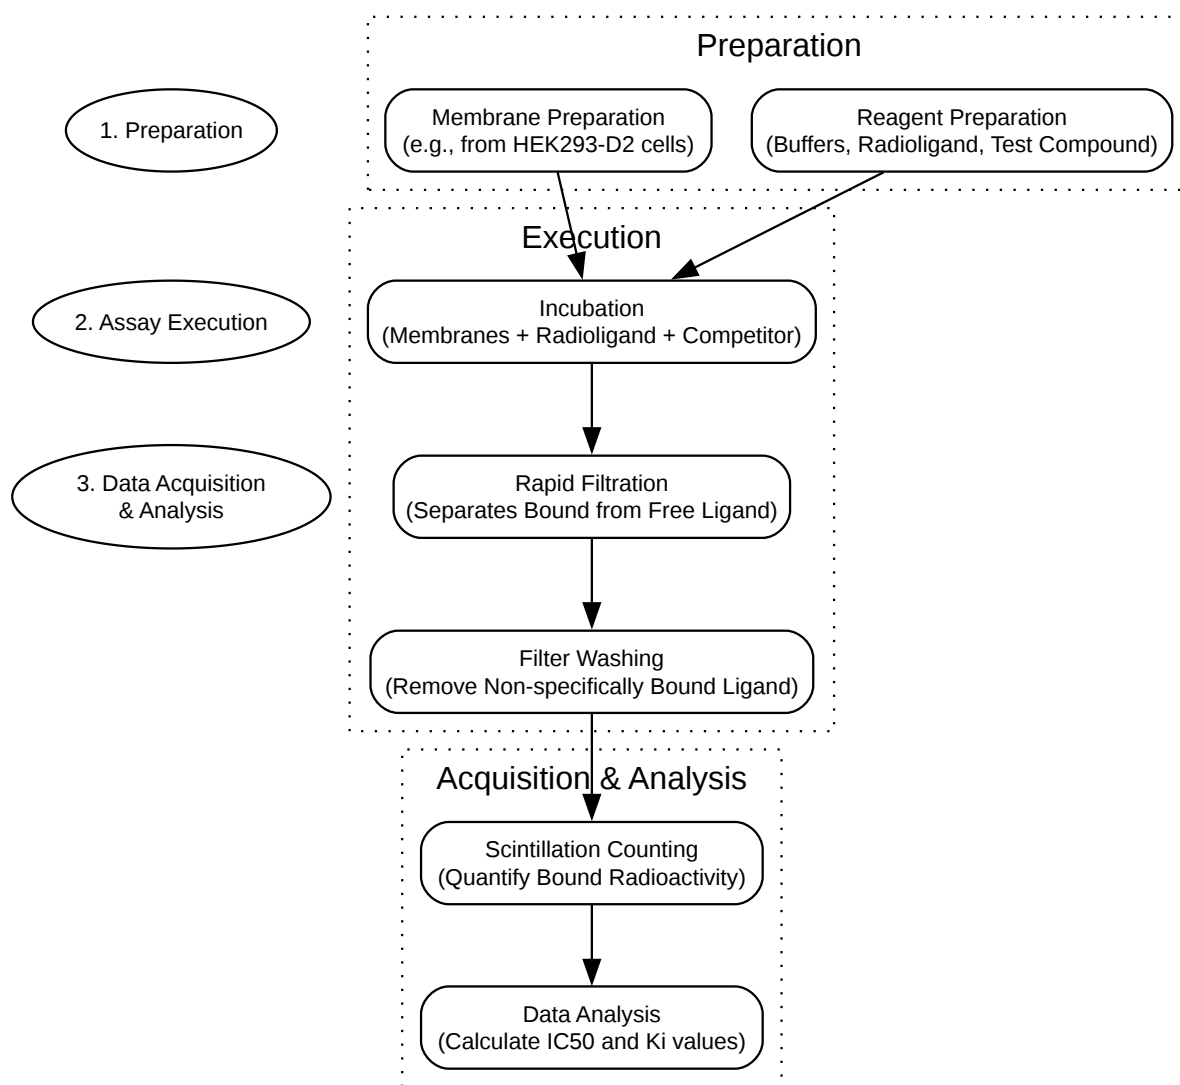 Preparation
1. Preparation
Membrane Preparation
(e.g., from HEK293-D2 cells)
Reagent Preparation
(Buffers, Radioligand, Test Compound)
Execution
2. Assay Execution
Incubation
(Membranes + Radioligand + Competitor)
3. Data Acquisition
& Analysis
Rapid Filtration
(Separates Bound from Free Ligand)
Filter Washing
(Remove Non-specifically Bound Ligand)
Acquisition & Analysis
Scintillation Counting
(Quantify Bound Radioactivity)
Data Analysis
(Calculate IC50 and Ki values)